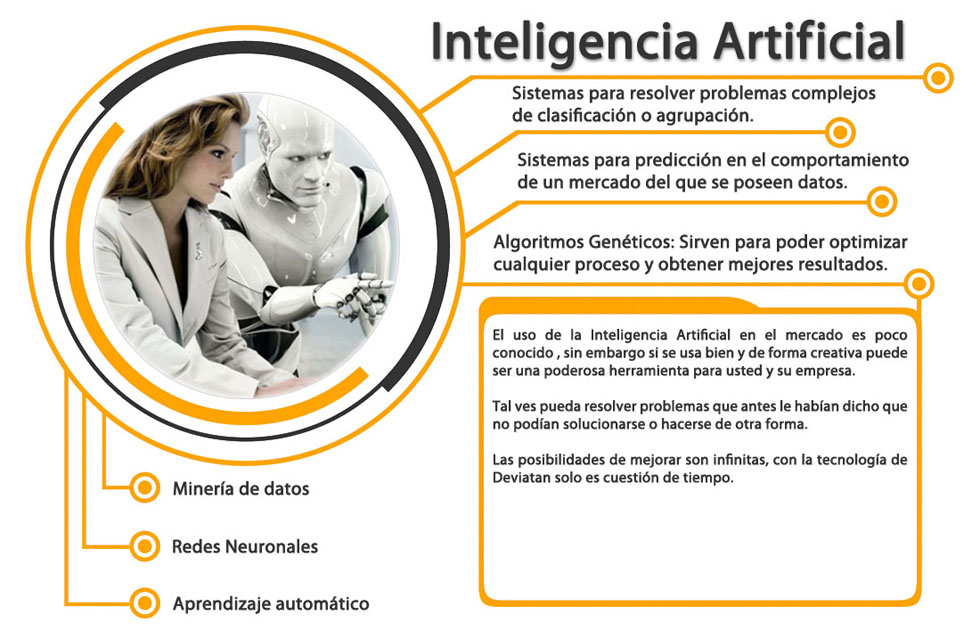 Inteligencia Artificial
Sistemas para resolver problemas complejos
de clasificación o agrupación.
Sistemas para predicción en el comportamiento
de un mercado del que se poseen datos.
Algoritmos Genéticos: Sirven para poder optimizar
cualquier proceso y obtener mejores resultados.
El uso de la Inteligencia Artificial en el mercado es poco
conocido , sin embargo si se usa bien y de forma creativa puede
ser una poderosa herramienta para usted y su empresa.
Tal ves pueda resolver problemas que antes le habían dicho que
no podían solucionarse o hacerse de otra forma.
Las posibilidades de mejorar son infinitas, con la tecnología de
Deviatan solo es cuestión de tiempo.
Minería de datos
Redes Neuronales
Aprendizaje automático